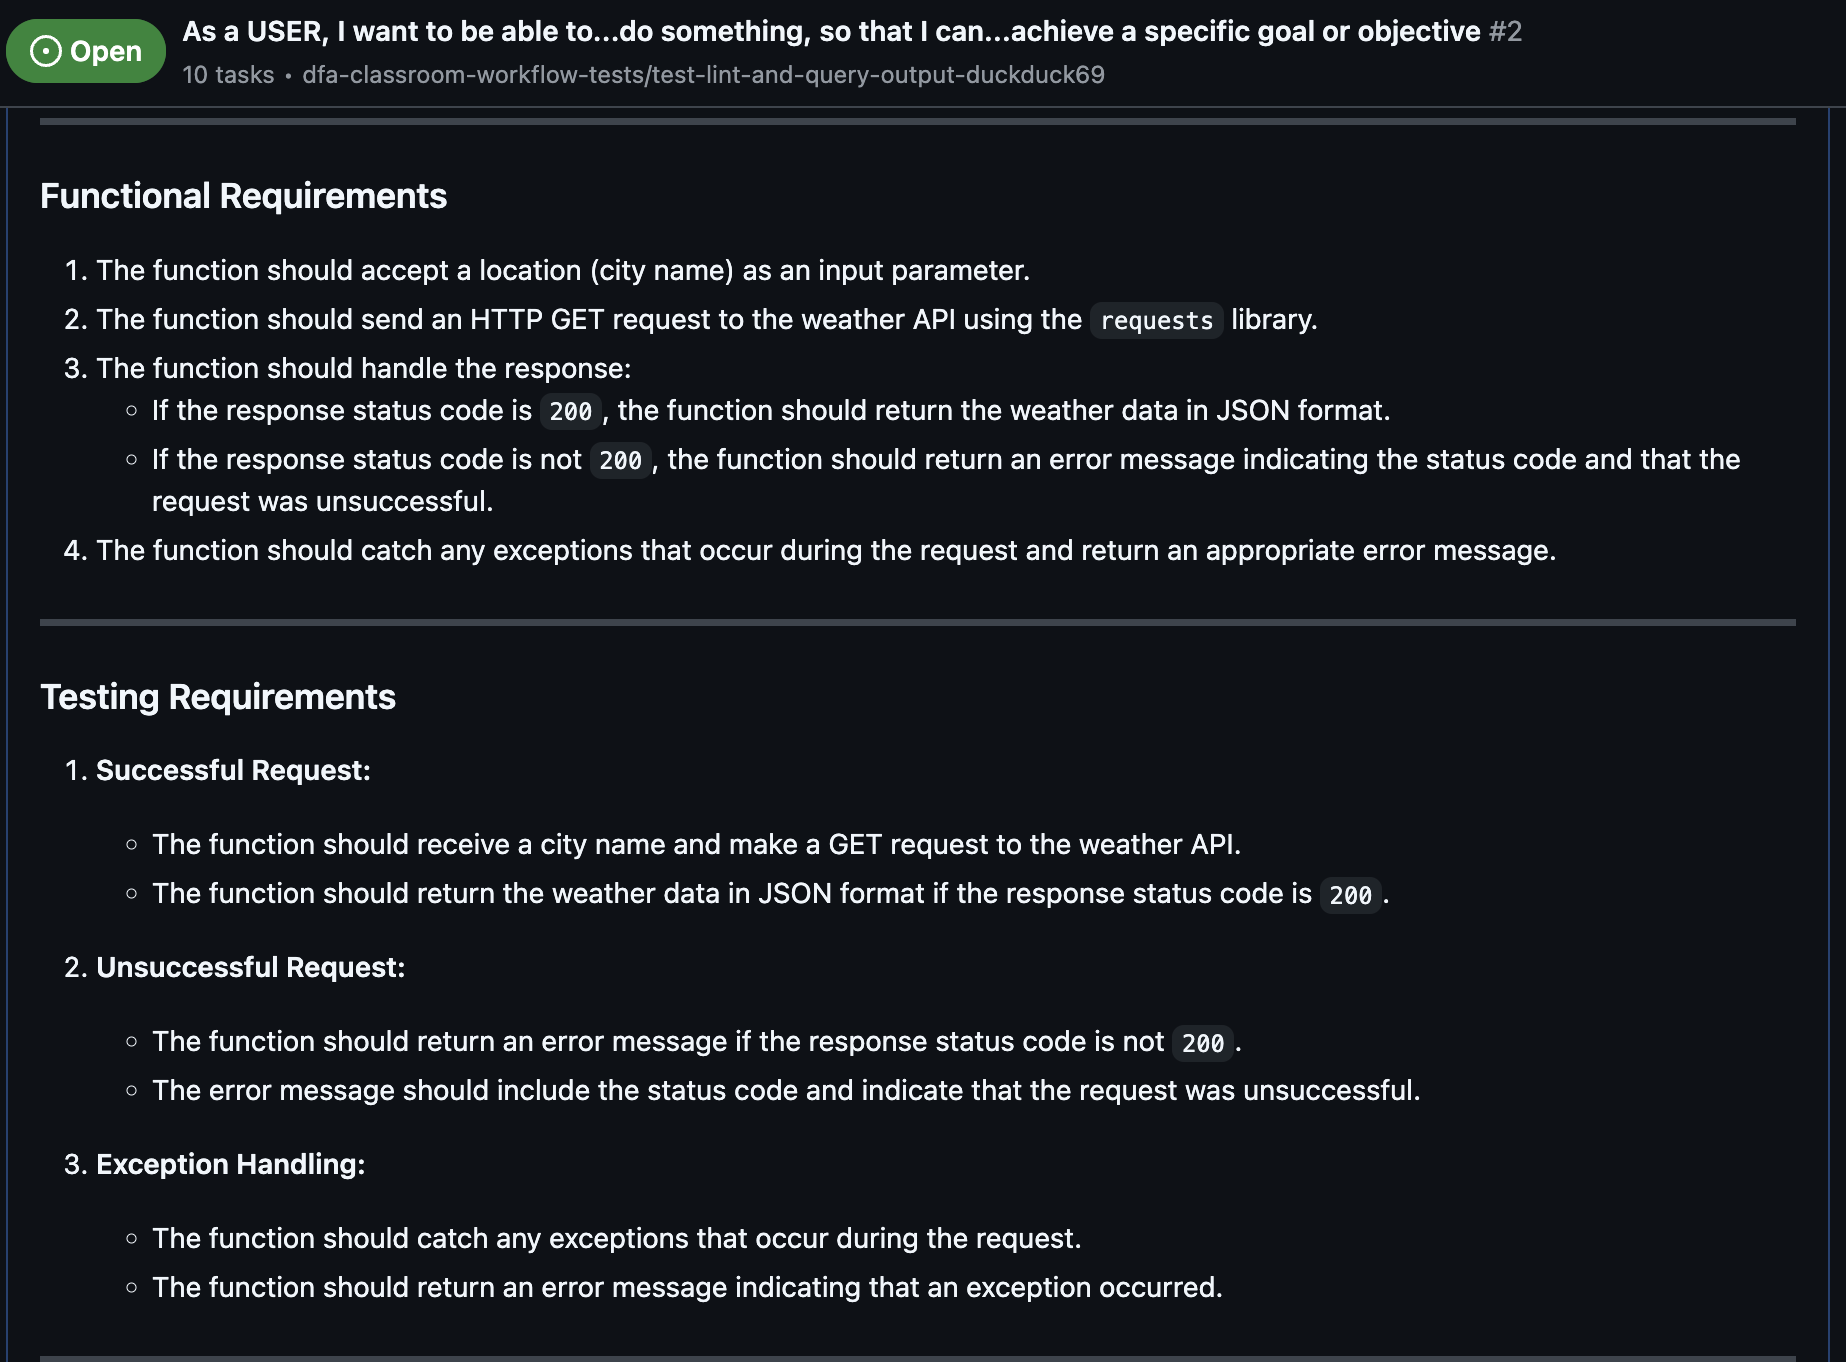 Open
As a USER, I want to be able to...do something, so that I can...achieve a specific goal or objective #2
10 tasks • dfa-classroom-workflow-tests/test-lint-and-query-output-duckduck69
Functional Requirements
1. The function should accept a location (city name) as an input parameter.
2. The function should send an HTTP GET request to the weather API using the requests library.
3. The function should handle the response:
◦ If the response status code is 200, the function should return the weather data in JSON format.
◦ If the response status code is not 200, the function should return an error message indicating the status code and that the
request was unsuccessful.
4. The function should catch any exceptions that occur during the request and return an appropriate error message.
Testing Requirements
1. Successful Request:
◦ The function should receive a city name and make a GET request to the weather API.
◦ The function should return the weather data in JSON format if the response status code is 200.
2. Unsuccessful Request:
◦ The function should return an error message if the response status code is not 200.
◦ The error message should include the status code and indicate that the request was unsuccessful.
3. Exception Handling:
◦ The function should catch any exceptions that occur during the request.
◦ The function should return an error message indicating that an exception occurred.